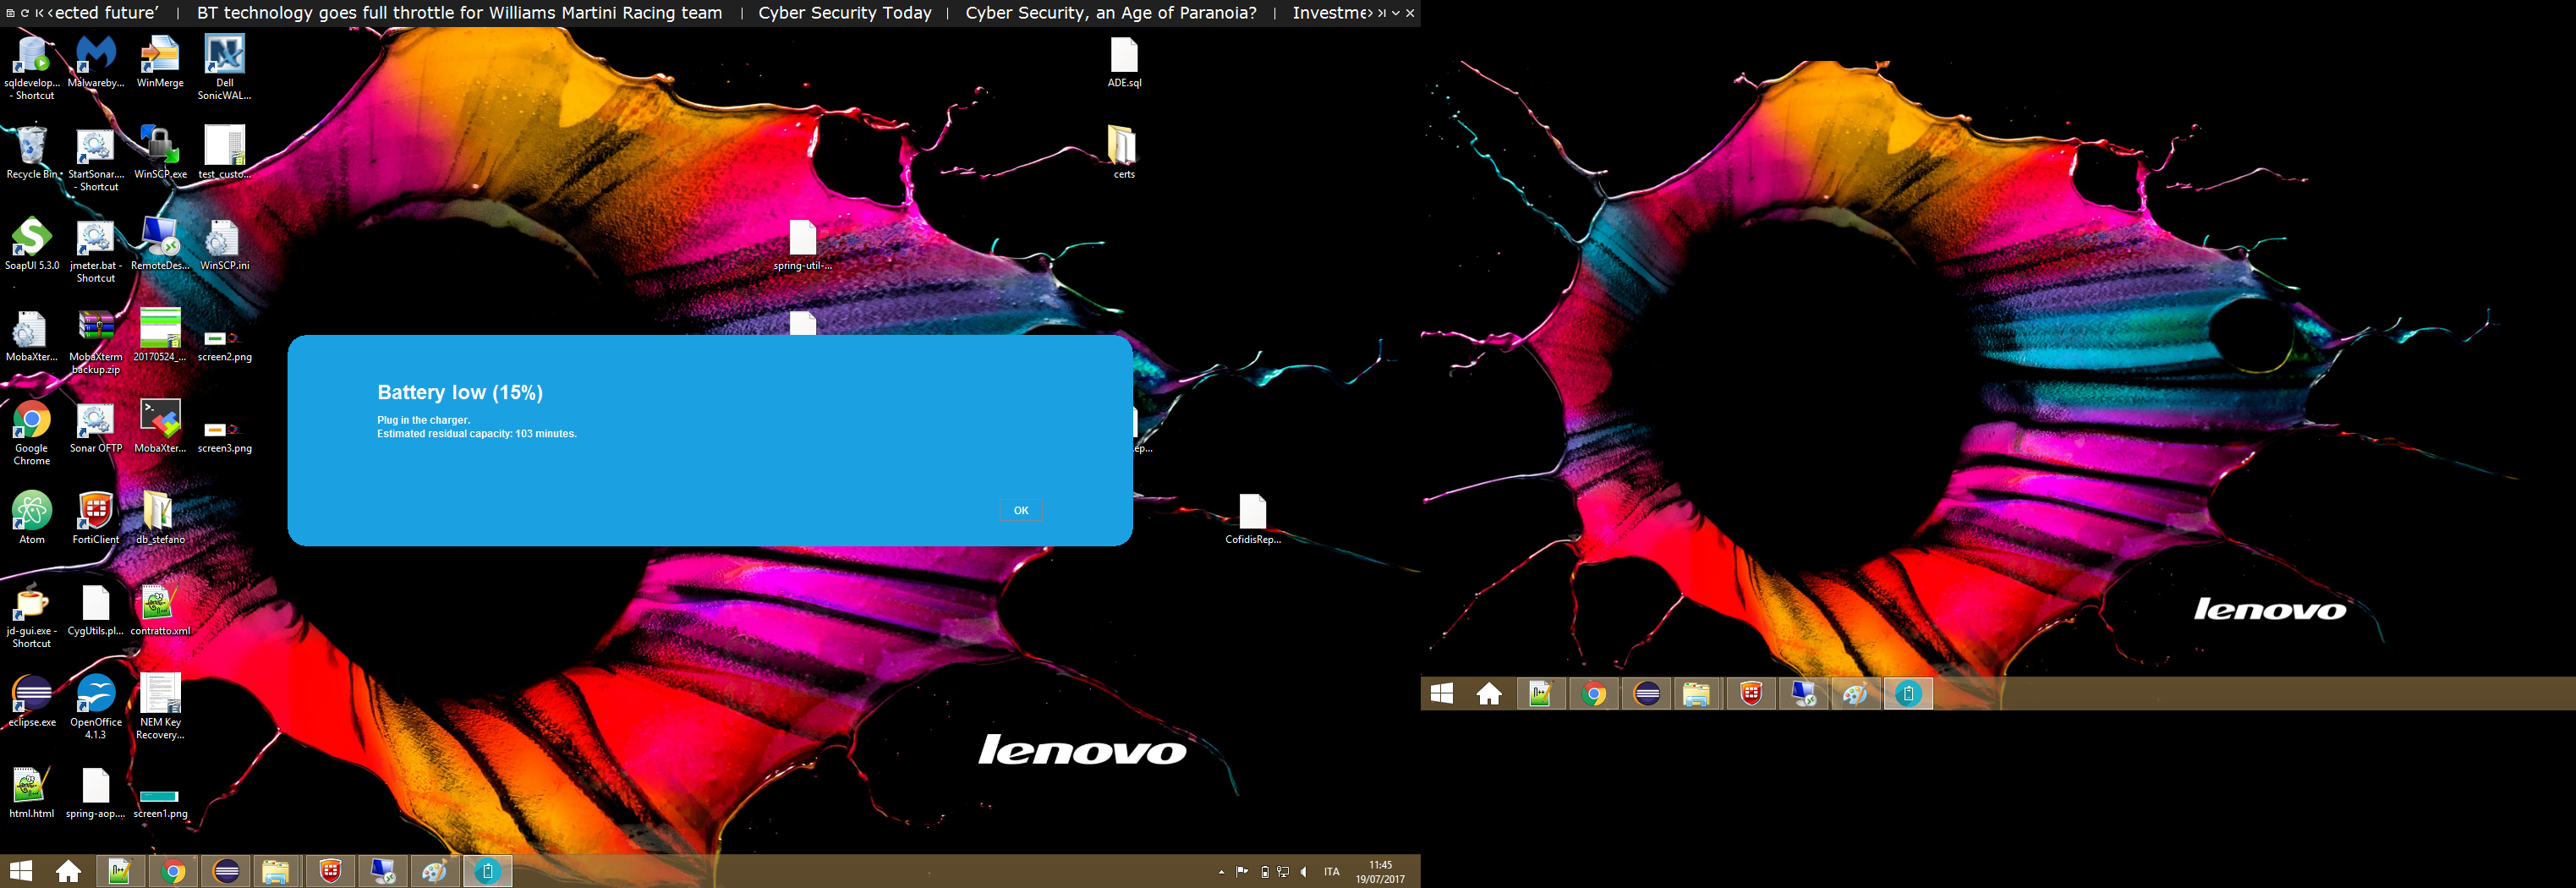 ected future’ | BT technology goes full throttle for Williams Martini Racing team | Cyber Security Today | Cyber Security, an Age of Paranoia? | Investme
sqldevelop...
- Shortcut
Malwareby...
WinMerge
Dell
SonicWAL...
ADE.sql
Recycle Bin
StartSonar....
- Shortcut
WinSCP.exe
test_custo...
certs
SoapUI 5.3.0
jmeter.bat -
Shortcut
RemoteDes...
WinSCP.ini
spring-util-...
MobaXter...
MobaXterm
backup.zip
20170524_...
screen2.png
Battery low (15%)
Plug in the charger.
Estimated residual capacity: 103 minutes.
OK
Google
Chrome
Sonar OFTP
MobaXter...
screen3.png
ep...
Atom
FortiClient
db_stefano
CofidisRep...
jd-gui.exe -
Shortcut
CygUtils.pl...
contratto.xml
eclipse.exe
OpenOffice
4.1.3
NEM Key
Recovery...
html.html
spring-aop....
screen1.png
lenovo
lenovo
ITA
11:45
19/07/2017